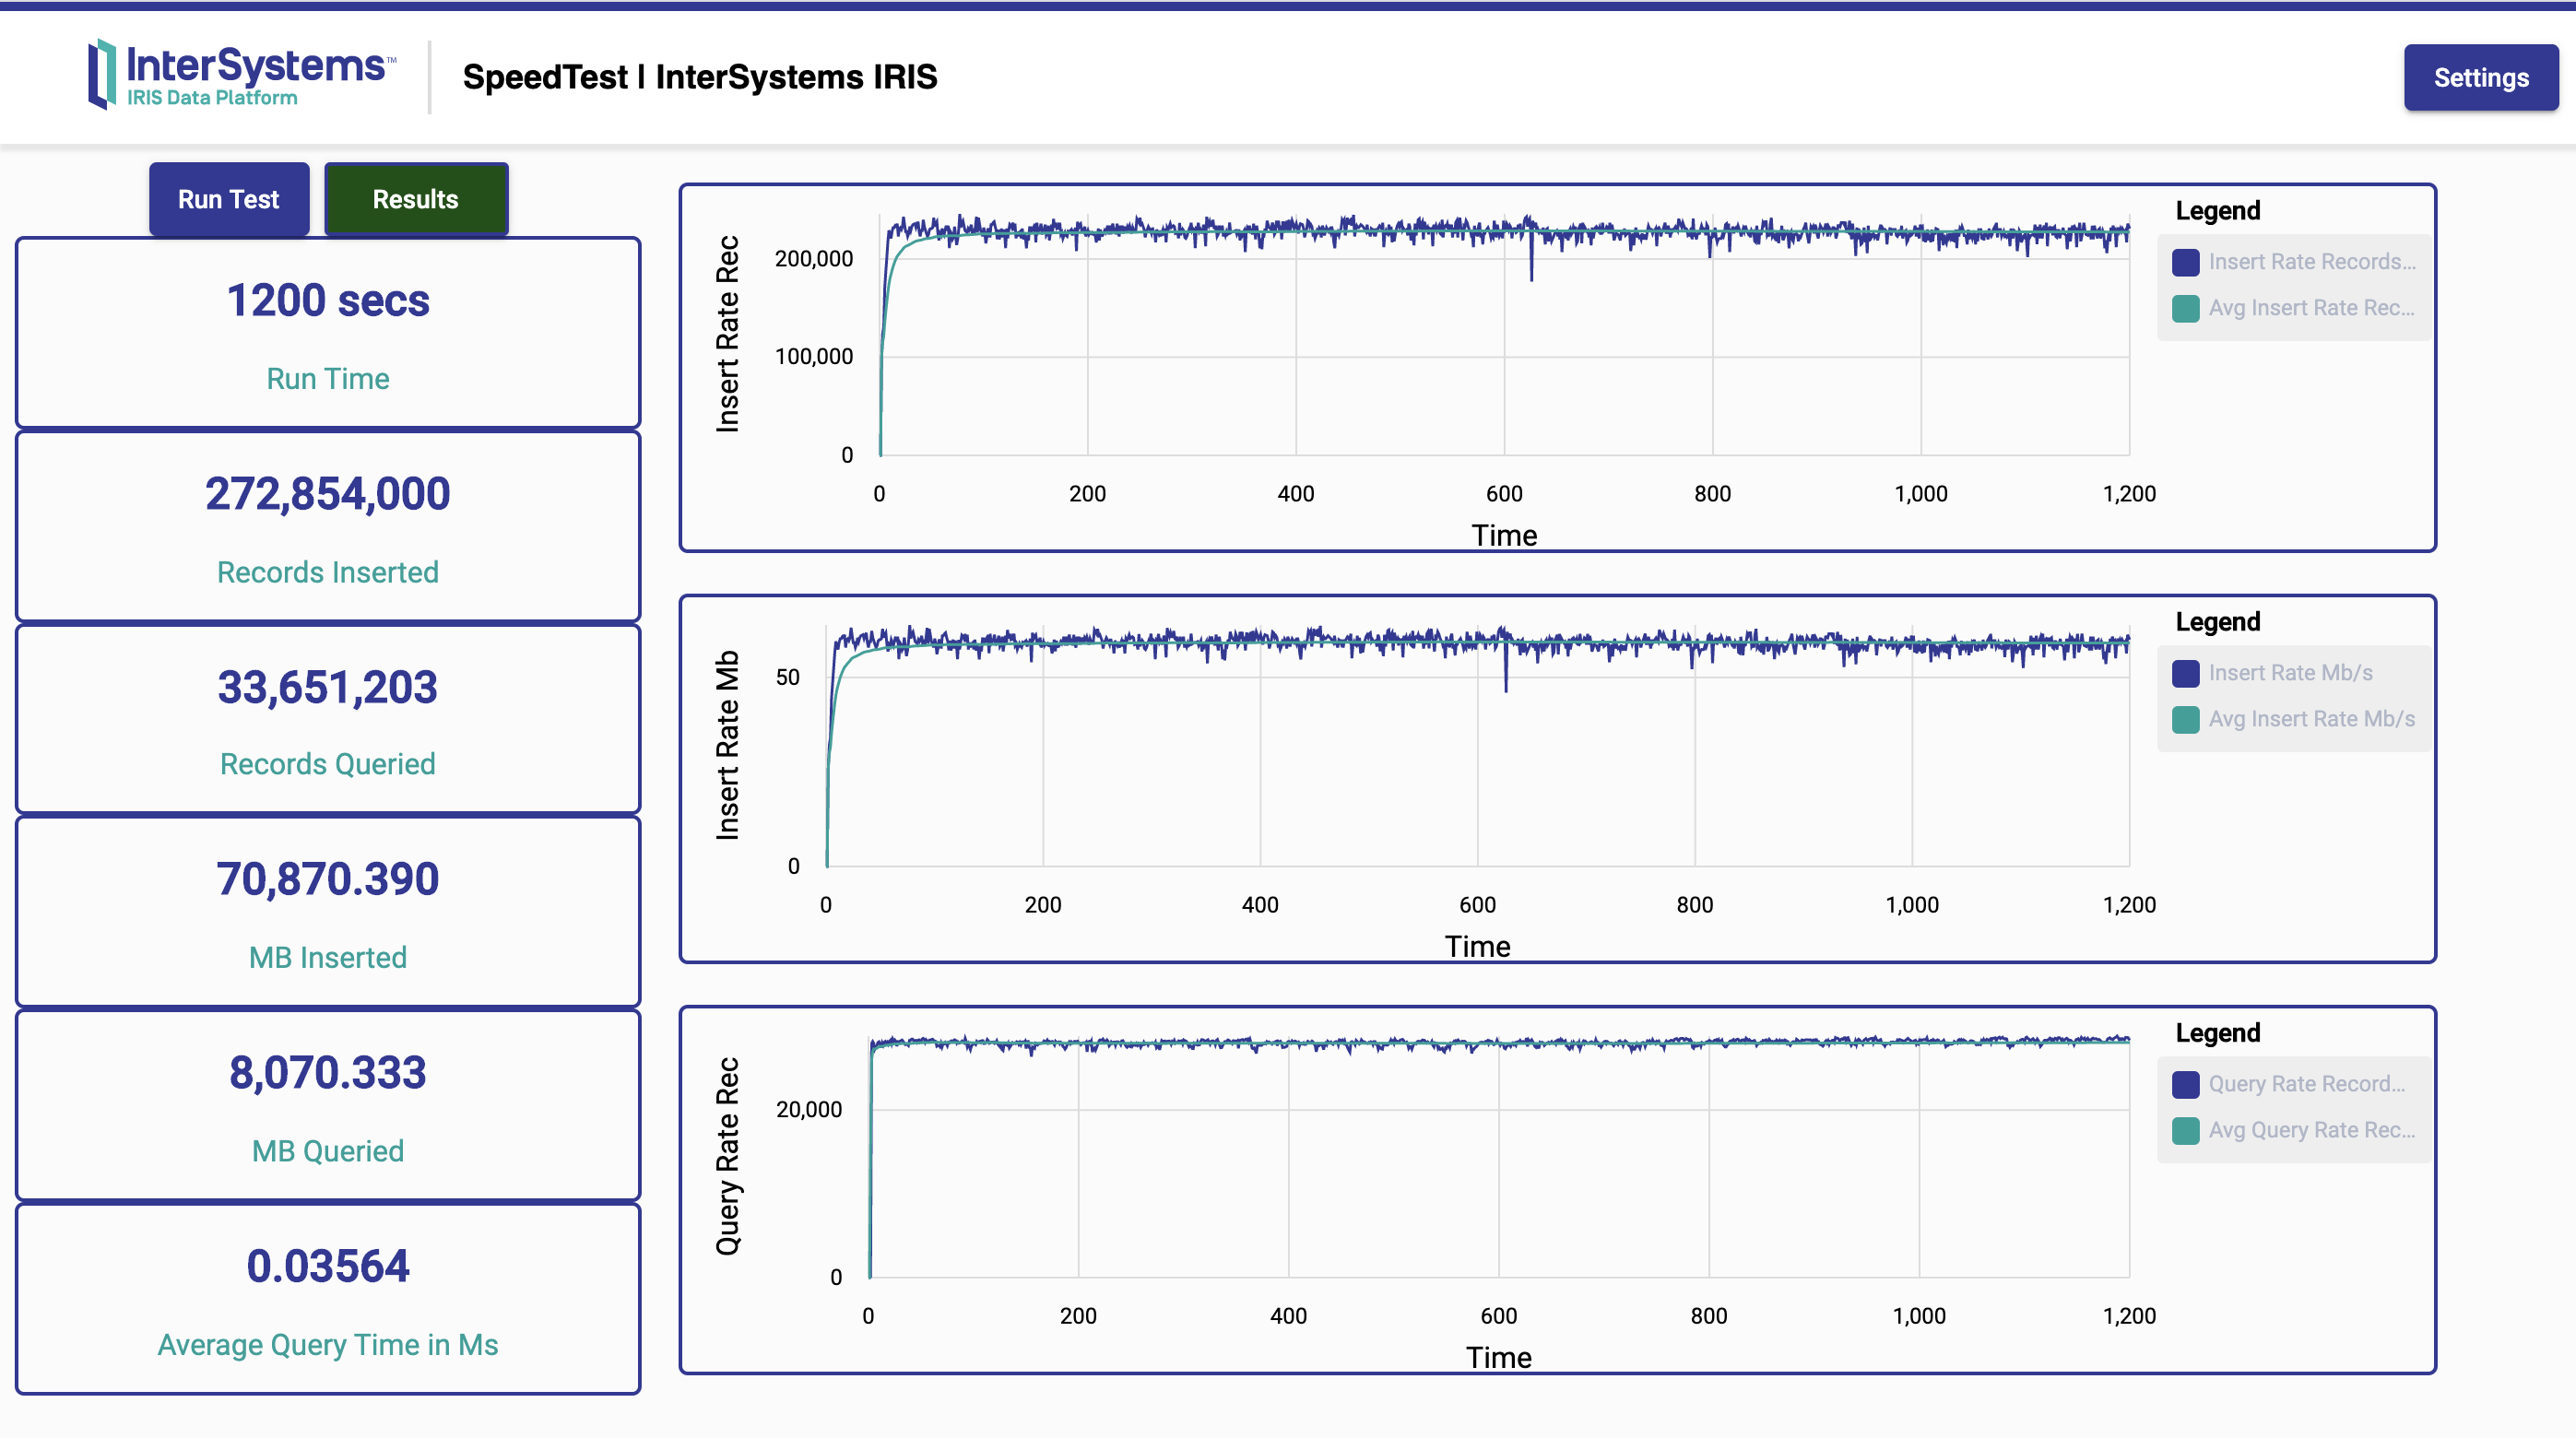 InterSystems™
IRIS Data Platform
SpeedTest | InterSystems IRIS
Settings
Run Test
Results
1200 secs
Run Time
272,854,000
Records Inserted
33,651,203
Records Queried
70,870.390
MB Inserted
8,070.333
MB Queried
0.03564
Average Query Time in Ms
Insert Rate Rec
200,000
100,000
0
0 200 400 600 800 1,000 1,200
Time
Legend
Insert Rate Records...
Avg Insert Rate Rec...
Insert Rate Mb
50
0
0 200 400 600 800 1,000 1,200
Time
Legend
Insert Rate Mb/s
Avg Insert Rate Mb/s
Query Rate Rec
20,000
0
0 200 400 600 800 1,000 1,200
Time
Legend
Query Rate Record...
Avg Query Rate Rec...